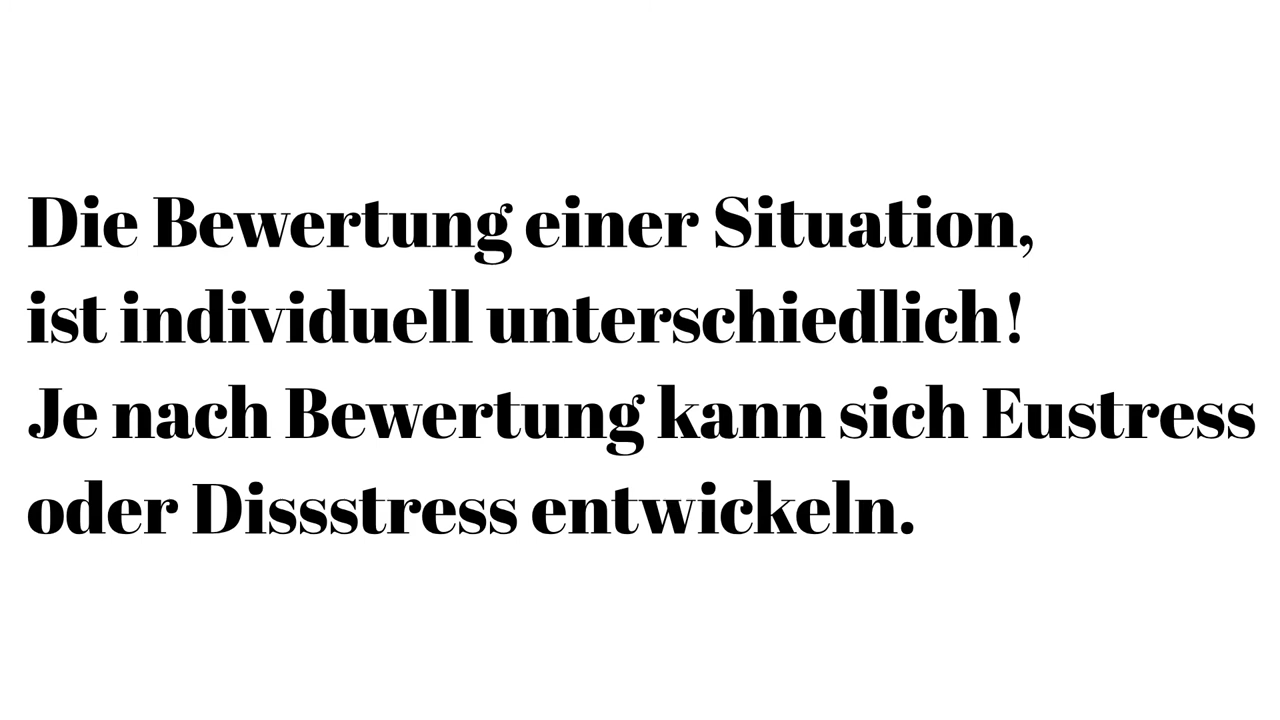 Die Bewertung einer Situation,
ist individuell unterschiedlich!
Je nach Bewertung kann sich Eustress
oder Dissstress entwickeln.